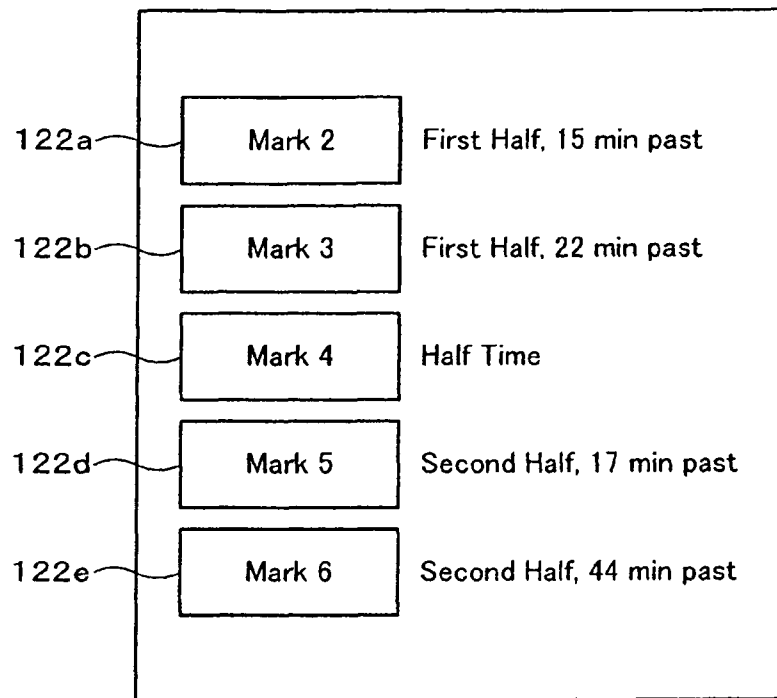 122a Mark 2 First Half, 15 min past
122b Mark 3 First Half, 22 min past
122c Mark 4 Half Time
122d Mark 5 Second Half, 17 min past
122e Mark 6 Second Half, 44 min past